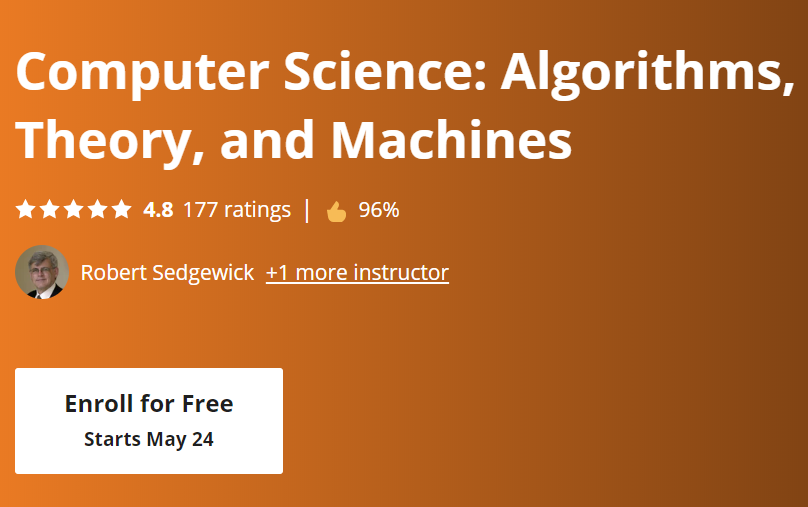 Computer Science: Algorithms,
Theory, and Machines
4.8 177 ratings | 96%
Robert Sedgewick +1 more instructor
Enroll for Free
Starts May 24